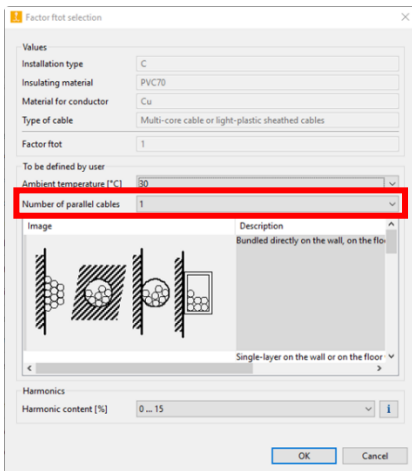 Factor ftot selection
Values
Installation type C
Insulating material PVC70
Material for conductor Cu
Type of cable Multi-core cable or light-plastic sheathed cables
Factor ftot 1
To be defined by user
Ambient temperature [°C] 30
Number of parallel cables 1
Image Description
Bundled directly on the wall, on the flo
Single-layer on the wall or on the floor
Harmonics
Harmonic content [%] 0 ... 15 i
OK Cancel